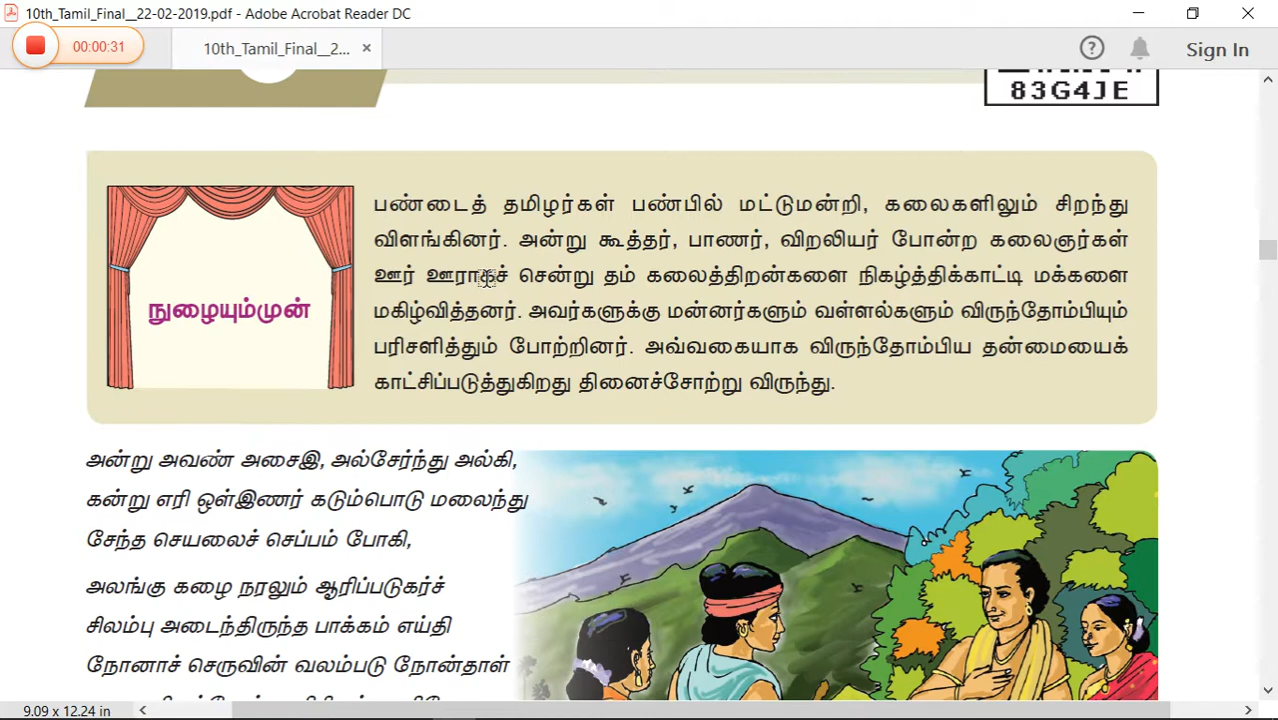 10th_Tamil_Final__22-02-2019.pdf - Adobe Acrobat Reader DC
00:00:31
10th_Tamil_Final__2...
Sign In
83G4JE
நுழையும்முன்
பண்டைத் தமிழர்கள் பண்பில் மட்டுமன்றி, கலைகளிலும் சிறந்து
விளங்கினர். அன்று கூத்தர், பாணர், விறலியர் போன்ற கலைஞர்கள்
ஊர் ஊராகச் சென்று தம் கலைத்திறன்களை நிகழ்த்திக்காட்டி மக்களை
மகிழ்வித்தனர். அவர்களுக்கு மன்னர்களும் வள்ளல்களும் விருந்தோம்பியும்
பரிசளித்தும் போற்றினர். அவ்வகையாக விருந்தோம்பிய தன்மையைக்
காட்சிப்படுத்துகிறது தினைச்சோற்று விருந்து.
அன்று அவண் அசைஇ, அல்சேர்ந்து அல்கி,
கன்று எரி ஒள்இணர் கடும்பொடு மலைந்து
சேந்த செயலைச் செப்பம் போகி,
அலங்கு கழை நரலும் ஆரிப்படுகர்ச்
சிலம்பு அடைந்திருந்த பாக்கம் எய்தி
நோனாச் செருவின் வலம்படு நோன்தாள்
9.09 x 12.24 in